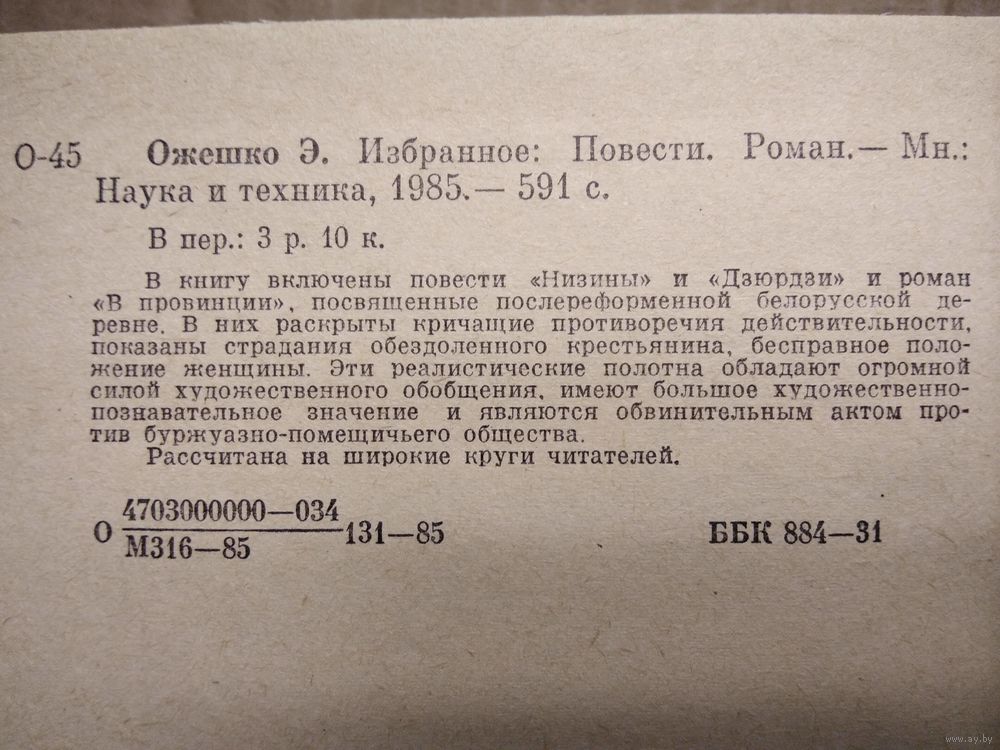 О-45
Ожешко Э. Избранное: Повести. Роман.— Мн.:
Наука и техника, 1985.— 591 с.
В пер.: 3 р. 10 к.
В книгу включены повести «Низины» и «Дзюрдзи» и роман
«В провинции», посвященные послереформенной белорусской де-
ревне. В них раскрыты кричащие противоречия действительности,
показаны страдания обездоленного крестьянина, бесправное поло-
жение женщины. Эти реалистические полотна обладают огромной
силой художественного обобщения, имеют большое художественно-
познавательное значение и являются обвинительным актом про-
тив буржуазно-помещичьего общества.
Рассчитана на широкие круги читателей.
О 4703000000—034
М316—85 131—85 ББК 884—31
www.ay.by